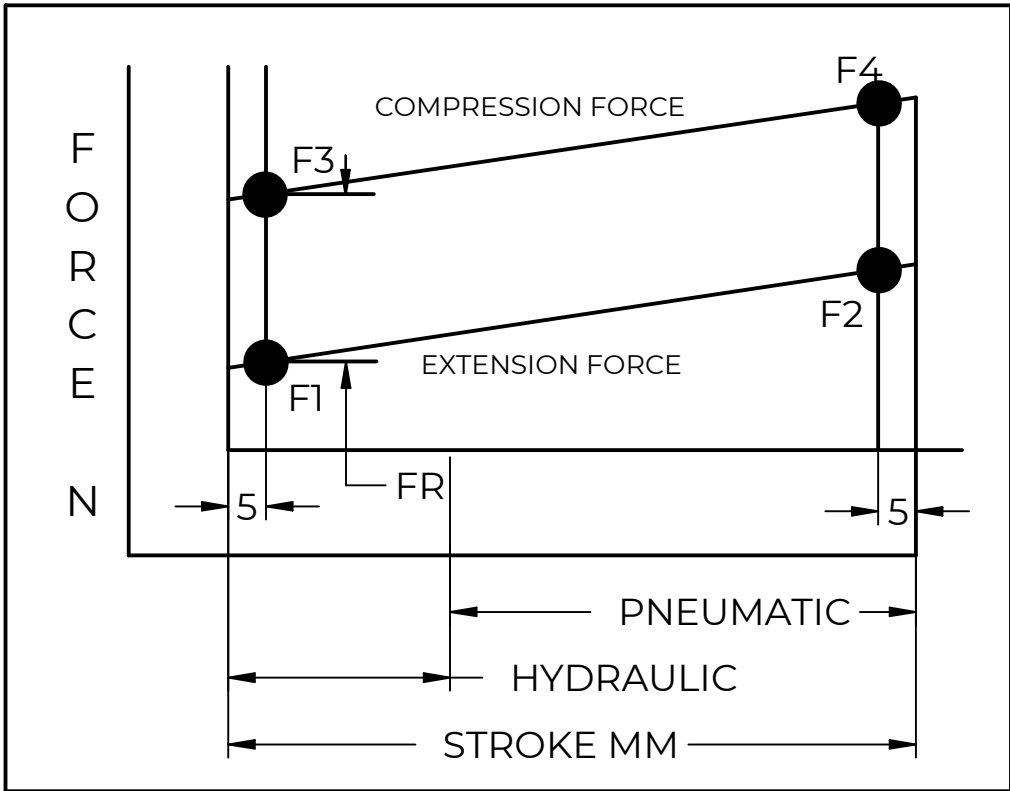 F4
COMPRESSION FORCE
F
O
R
C
E
N
F3
F2
EXTENSION FORCE
F1
FR
5
5
PNEUMATIC
HYDRAULIC
STROKE MM